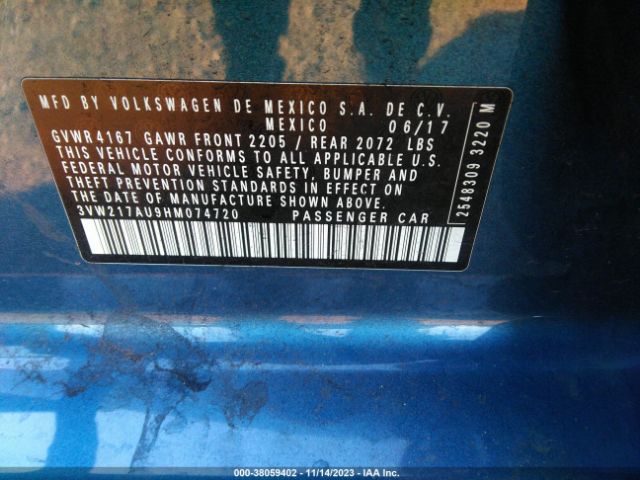 MFD BY VOLKSWAGEN DE MEXICO S.A. DE C.V.
MEXICO 06/17
GVWR 4167 GAWR FRONT 2205 / REAR 2072 LBS
THIS VEHICLE CONFORMS TO ALL APPLICABLE U.S.
FEDERAL MOTOR VEHICLE SAFETY, BUMPER AND
THEFT PREVENTION STANDARDS IN EFFECT ON
THE DATE OF MANUFACTURE SHOWN ABOVE.
3VW217AU9HM074720 PASSENGER CAR
2548309 3220 M
000-38059402 - 11/14/2023 - IAA Inc.